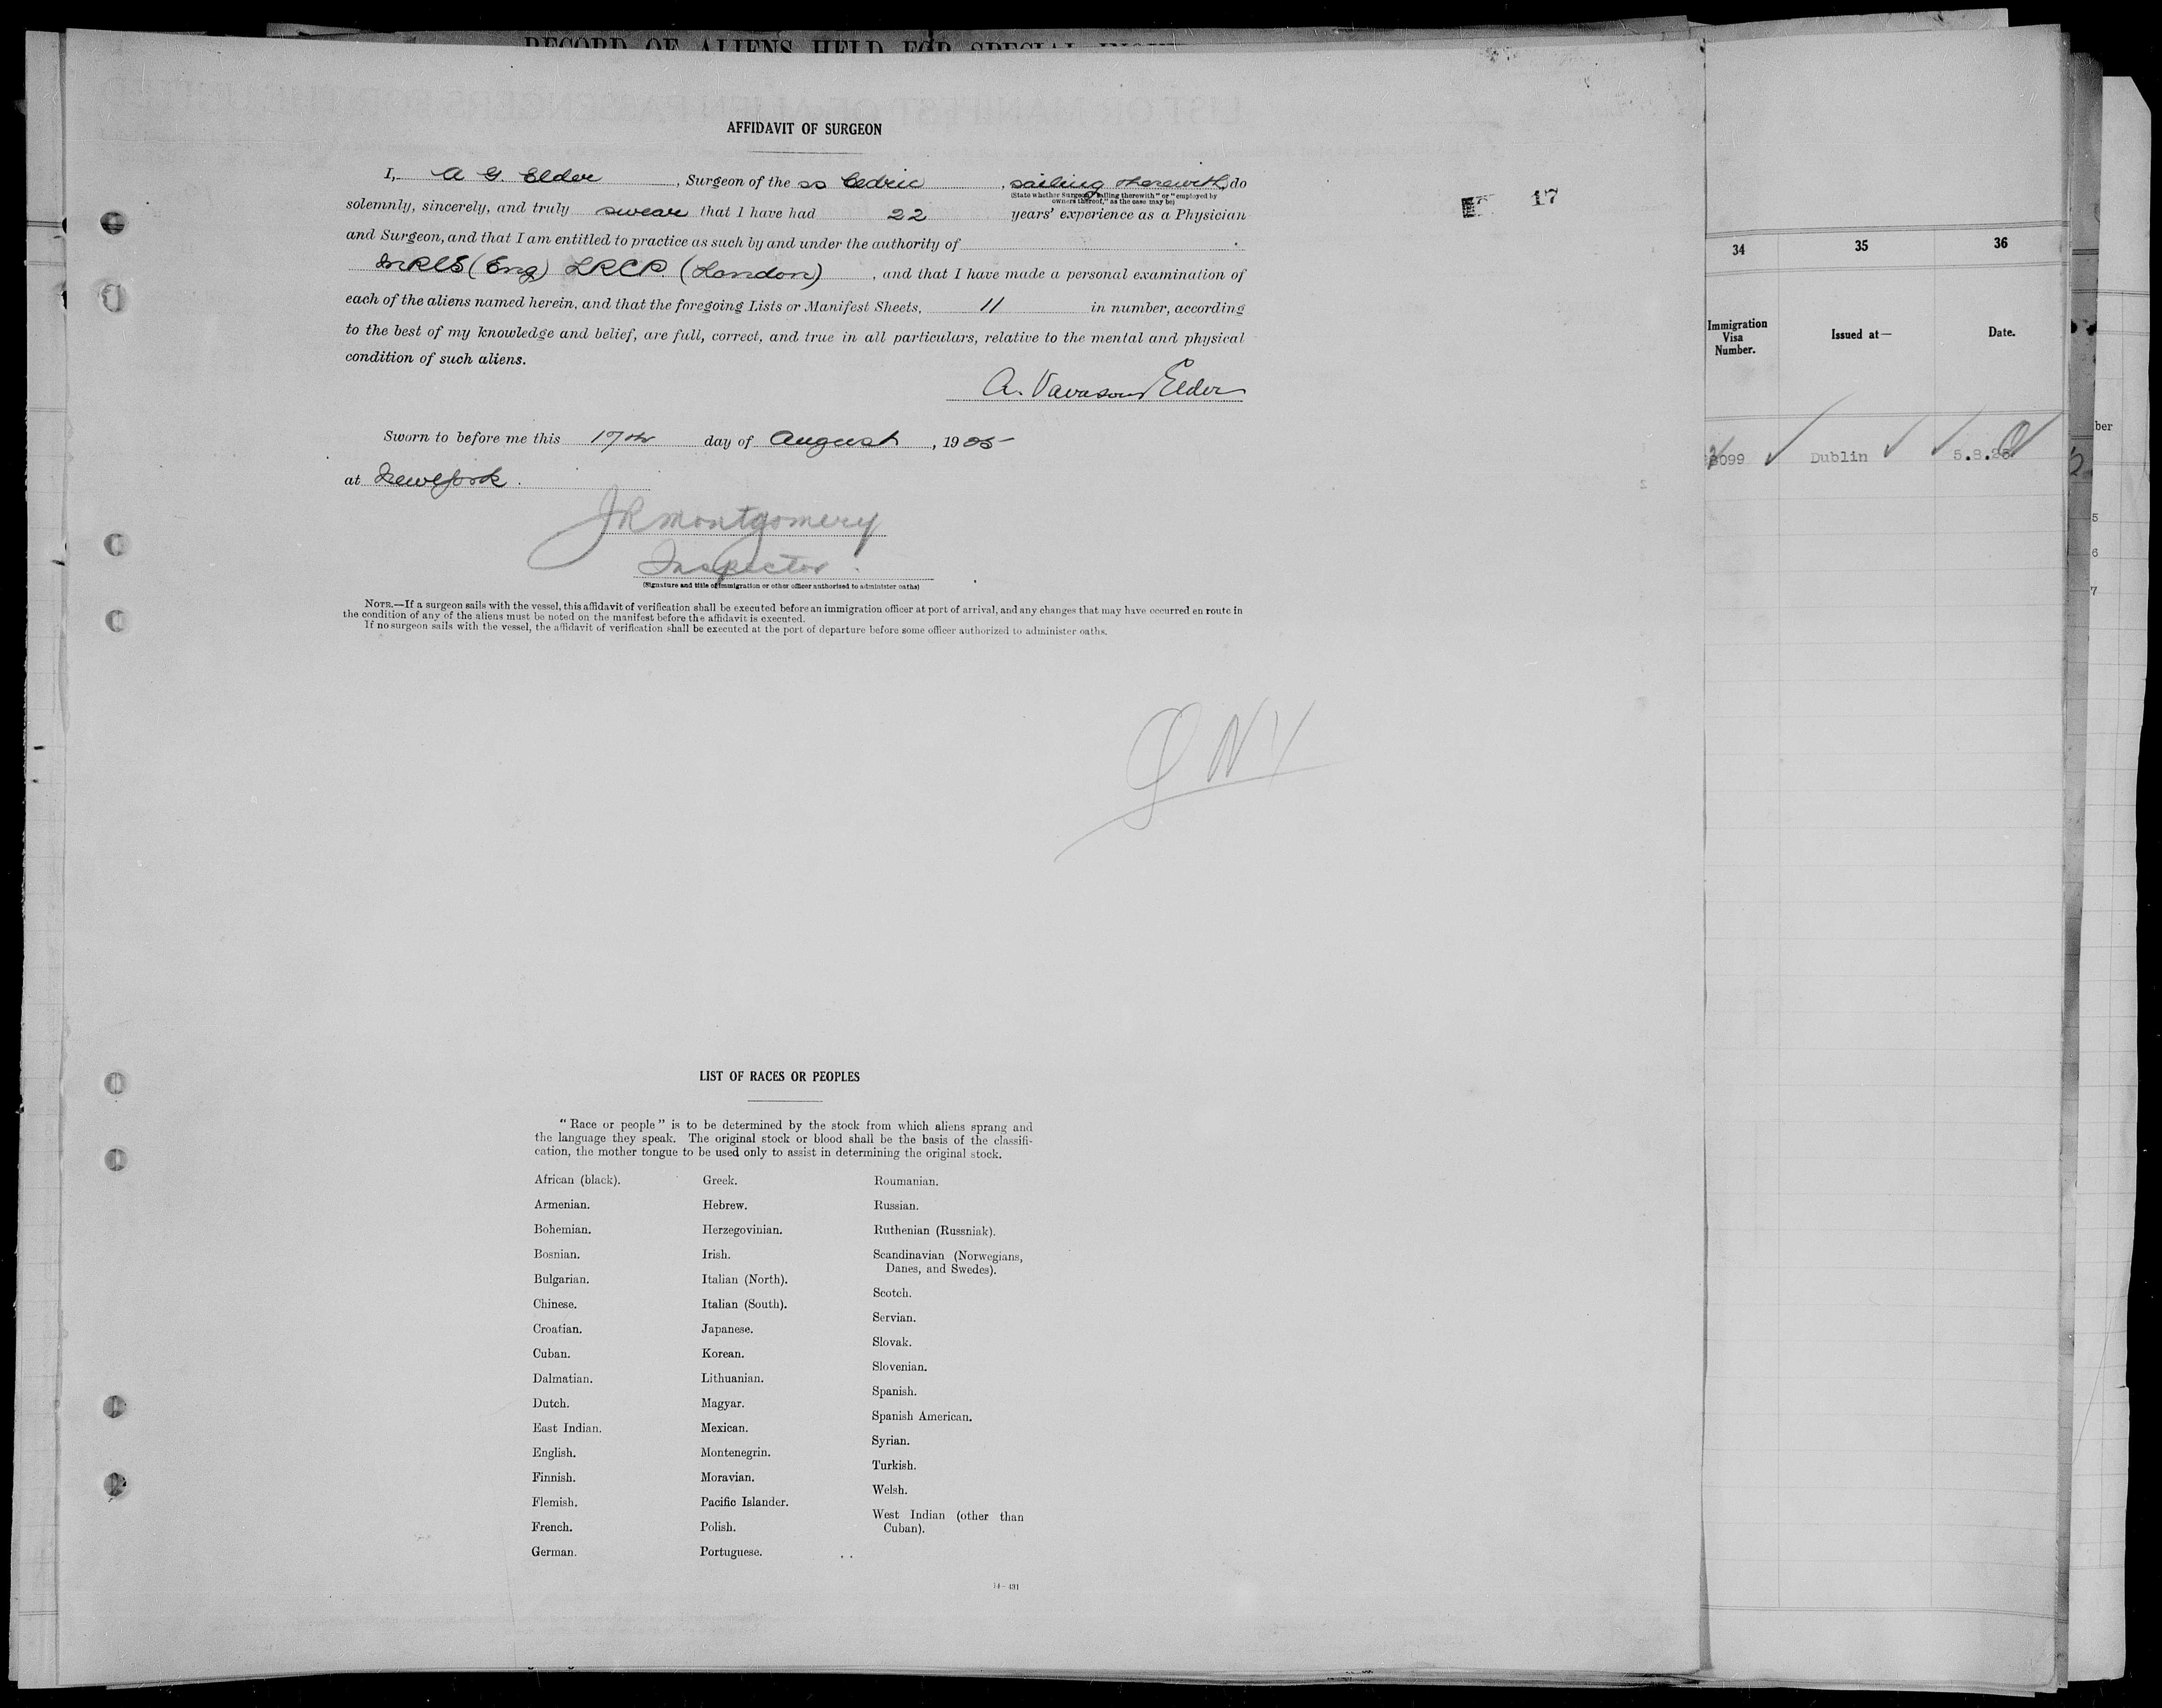 RECORD OF ALIENS HELD FOR SPECIAL
AFFIDAVIT OF SURGEON
I, A G. Elder, Surgeon of the ss Cedric, sailing therewith, do
(State whether Surgeon "sailing therewith" or "employed by
owners thereof," as the case may be)
solemnly, sincerely, and truly swear that I have had 22 years' experience as a Physician
and Surgeon, and that I am entitled to practice as such by and under the authority of
MRCS (Eng) LRCP. (London), and that I have made a personal examination of
each of the aliens named herein, and that the foregoing Lists or Manifest Sheets, 11 in number, according
to the best of my knowledge and belief, are full, correct, and true in all particulars, relative to the mental and physical
condition of such aliens.
A. Vavasour Elder
Sworn to before me this 17th day of August, 19
at New York.
JR Montgomery
Inspector.
(Signature and title of immigration or other officer authorized to administer oaths)
NOTE.—If a surgeon sails with the vessel, this affidavit of verification shall be executed before an immigration officer at port of arrival, and any changes that may have occurred en route in
the condition of any of the aliens must be noted on the manifest before the affidavit is executed.
If no surgeon sails with the vessel, the affidavit of verification shall be executed at the port of departure before some officer authorized to administer oaths.
17
NY
LIST OF RACES OR PEOPLES
"Race or people" is to be determined by the stock from which aliens sprang and
the language they speak. The original stock or blood shall be the basis of the classifi-
cation, the mother tongue to be used only to assist in determining the original stock.
African (black).
Armenian.
Bohemian.
Bosnian.
Bulgarian.
Chinese.
Croatian.
Cuban.
Dalmatian.
Dutch.
East Indian.
English.
Finnish.
Flemish.
French.
German.
Greek.
Hebrew.
Herzegovinian.
Irish.
Italian (North).
Italian (South).
Japanese.
Korean.
Lithuanian.
Magyar.
Mexican.
Montenegrin.
Moravian.
Pacific Islander.
Polish.
Portuguese.
Roumanian.
Russian.
Ruthenian (Russniak).
Scandinavian (Norwegians,
Danes, and Swedes).
Scotch.
Servian.
Slovak.
Slovenian.
Spanish.
Spanish American.
Syrian.
Turkish.
Welsh.
West Indian (other than
Cuban).
14—431
34 35 36
Immigration
Visa
Number.
Issued at—
Date.
Dublin
ber
5
6
7